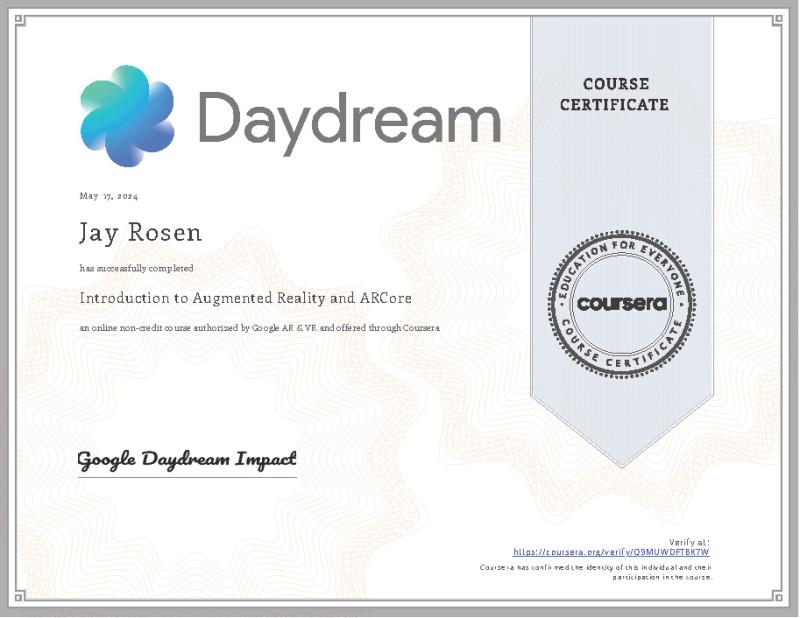 Daydream
COURSE
CERTIFICATE
May 17, 2024
Jay Rosen
has successfully completed
Introduction to Augmented Reality and ARCore
an online non-credit course authorized by Google AR & VR and offered through Coursera
EDUCATION FOR EVERYONE
coursera
COURSE CERTIFICATE
Google Daydream Impact
Verify at:
https://coursera.org/verify/Q9MUWDFTBK7W
Coursera has confirmed the identity of this individual and their
participation in the course.